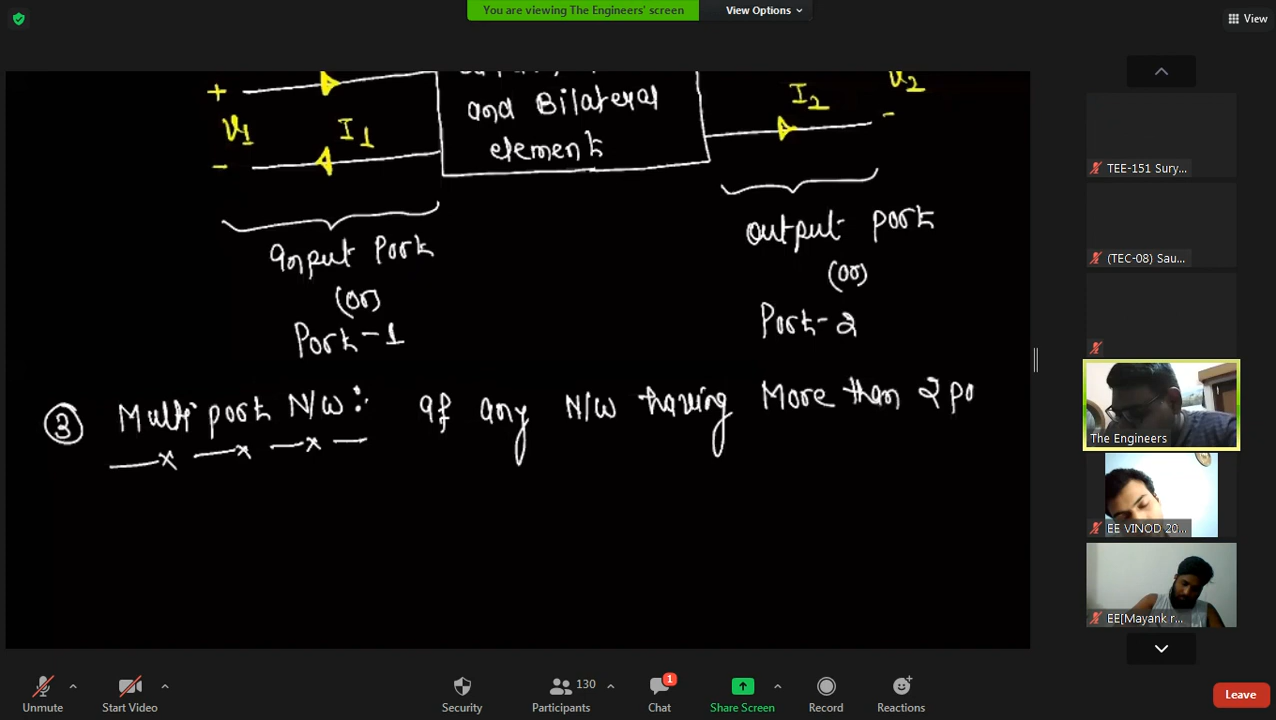 You are viewing The Engineers' screen
View Options
View
+
V1
I1
-
and Bilateral
element
I2
V2
-
Input Port
(or)
Port-1
output port
(or)
Port-2
③ Multi port N/w :- If any N/w having More than 2 po
TEE-151 Sury...
(TEC-08) Sau...
The Engineers
EE VINOD 20...
EE[Mayank r...
Unmute
Start Video
Security
130
Participants
1
Chat
Share Screen
Record
Reactions
Leave